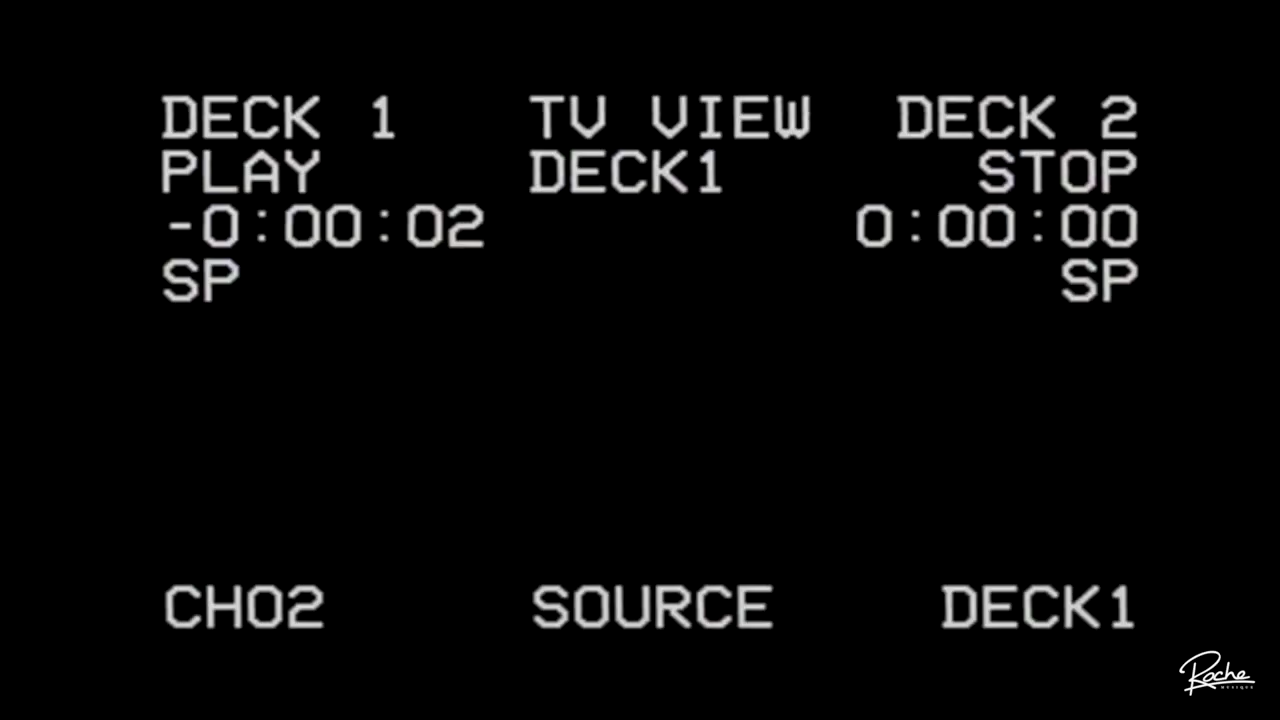 DECK 1 TV VIEW DECK 2
PLAY DECK1 STOP
-0:00:02 0:00:00
SP SP
CH02 SOURCE DECK1
Roche
MUSIQUE